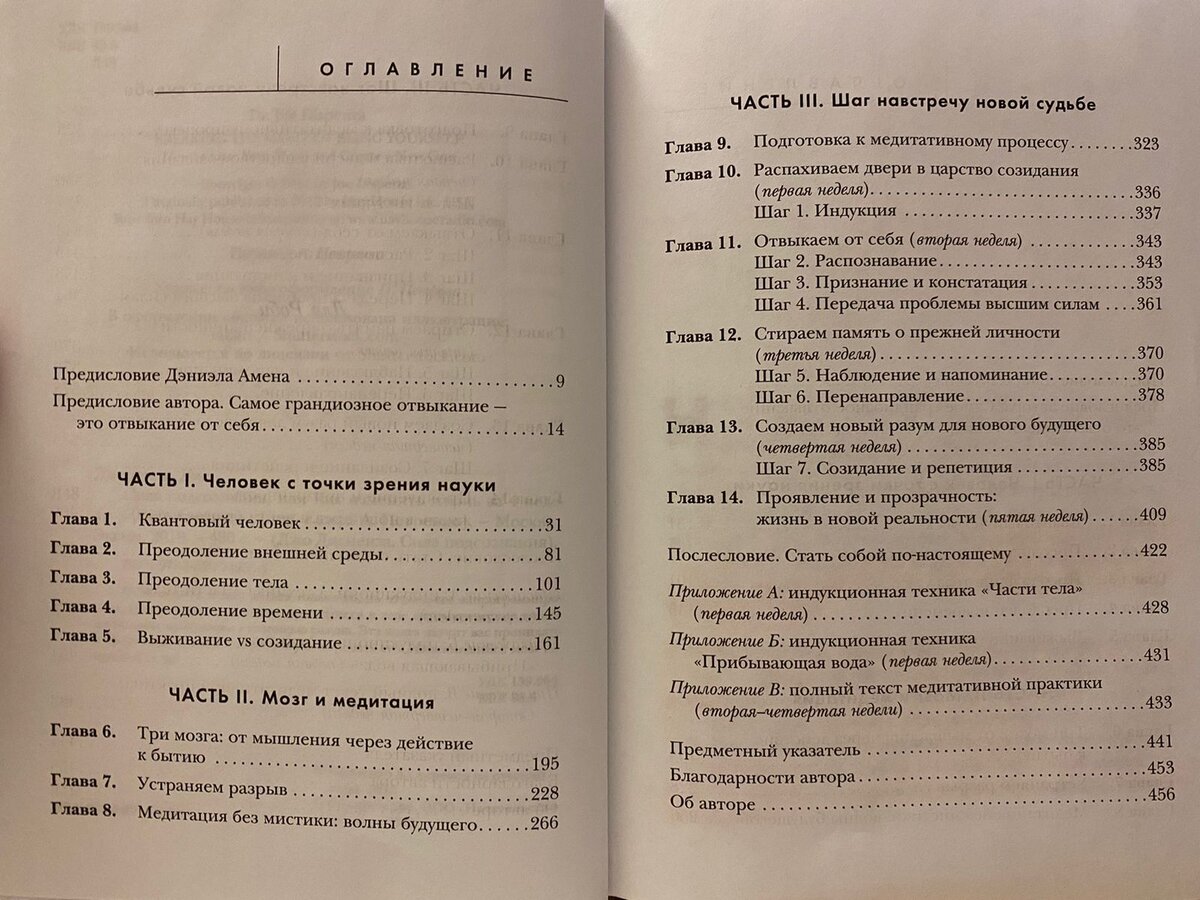 ОГЛАВЛЕНИЕ
Предисловие Дэниэла Амена ............................ 9
Предисловие автора. Самое грандиозное отвыкание —
это отвыкание от себя ................................ 14
ЧАСТЬ I. Человек с точки зрения науки
Глава 1. Квантовый человек ........................... 31
Глава 2. Преодоление внешней среды ................... 81
Глава 3. Преодоление тела ............................ 101
Глава 4. Преодоление времени ......................... 145
Глава 5. Выживание vs созидание ...................... 161
ЧАСТЬ II. Мозг и медитация
Глава 6. Три мозга: от мышления через действие
к бытию .............................................. 195
Глава 7. Устраняем разрыв ............................ 228
Глава 8. Медитация без мистики: волны будущего ...... 266
ЧАСТЬ III. Шаг навстречу новой судьбе
Глава 9. Подготовка к медитативному процессу ........ 323
Глава 10. Распахиваем двери в царство созидания
(первая неделя) ...................................... 336
Шаг 1. Индукция ...................................... 337
Глава 11. Отвыкаем от себя (вторая неделя) .......... 343
Шаг 2. Распознавание ................................. 343
Шаг 3. Признание и констатация ....................... 353
Шаг 4. Передача проблемы высшим силам .... 361
Глава 12. Стираем память о прежней личности
(третья неделя) ...................................... 370
Шаг 5. Наблюдение и напоминание ...................... 370
Шаг 6. Перенаправление ............................... 378
Глава 13. Создаем новый разум для нового будущего
(четвертая неделя) ................................... 385
Шаг 7. Созидание и репетиция ......................... 385
Глава 14. Проявление и прозрачность:
жизнь в новой реальности (пятая неделя) ...... 409
Послесловие. Стать собой по-настоящему .............. 422
Приложение А: индукционная техника «Части тела»
(первая неделя) ...................................... 428
Приложение Б: индукционная техника
«Прибывающая вода» (первая неделя) ................... 431
Приложение В: полный текст медитативной практики
(вторая–четвертая недели) ............................ 433
Предметный указатель ................................. 441
Благодарности автора ................................. 453
Об авторе ............................................ 456